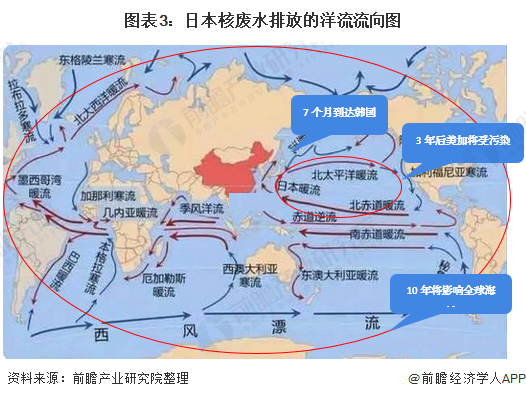 图表3：日本核废水排放的洋流流向图
东格陵兰寒流
拉布拉多寒流
北大西洋暖流
7个月到达韩国
3年后美加将受污染
墨西哥湾
暖流
加那利寒流
几内亚暖流
季风洋流
北太平洋暖流
日本暖流
利福尼亚寒流
北赤道暖流
赤道逆流
南赤道暖流
巴西暖流
本格拉寒流
厄加勒斯
暖流
西澳大利亚
寒流
东澳大利亚暖流
秘
10年将影响全球海
西风漂流
资料来源：前瞻产业研究院整理
@前瞻经济学人APP